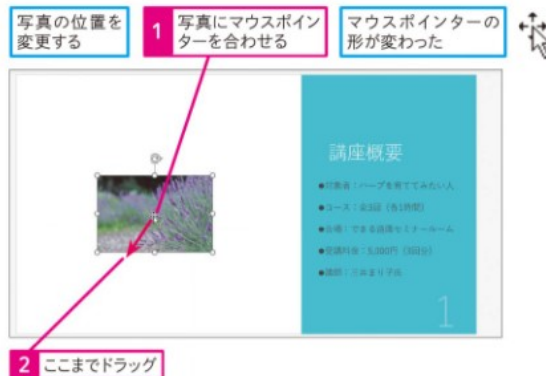 写真の位置を
変更する
1
写真にマウスポイン
ターを合わせる
マウスポインターの
形が変わった
講座概要
●対象者：ハーブを育ててみたい人
●コース：全3回（各1時間）
●会場：できる講座セミナールーム
●受講料金：5,000円（3回分）
●講師：三田まり子氏
1
2 ここまでドラッグ